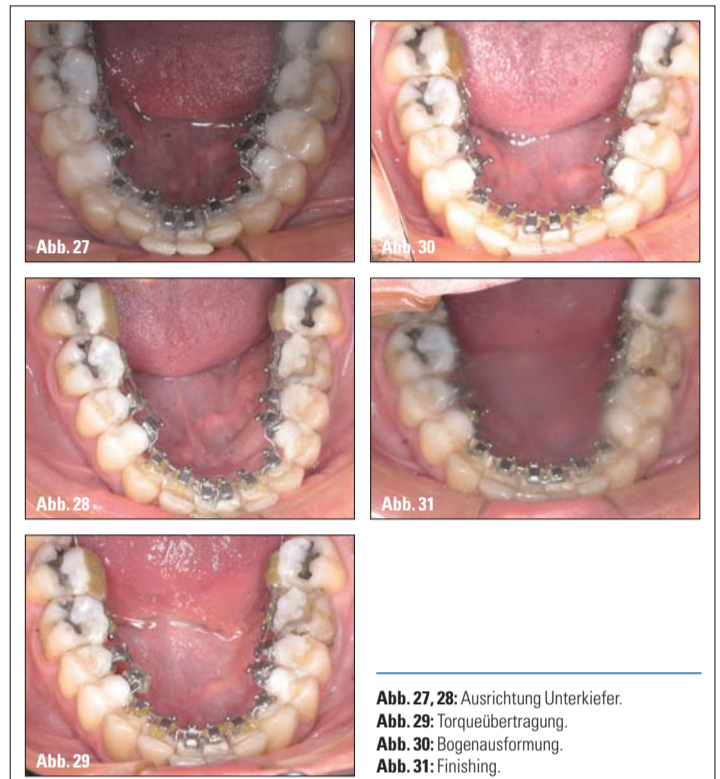 Abb. 27
Abb. 30
Abb. 28
Abb. 31
Abb. 29
Abb. 27, 28: Ausrichtung Unterkiefer.
Abb. 29: Torqueübertragung.
Abb. 30: Bogenausformung.
Abb. 31: Finishing.